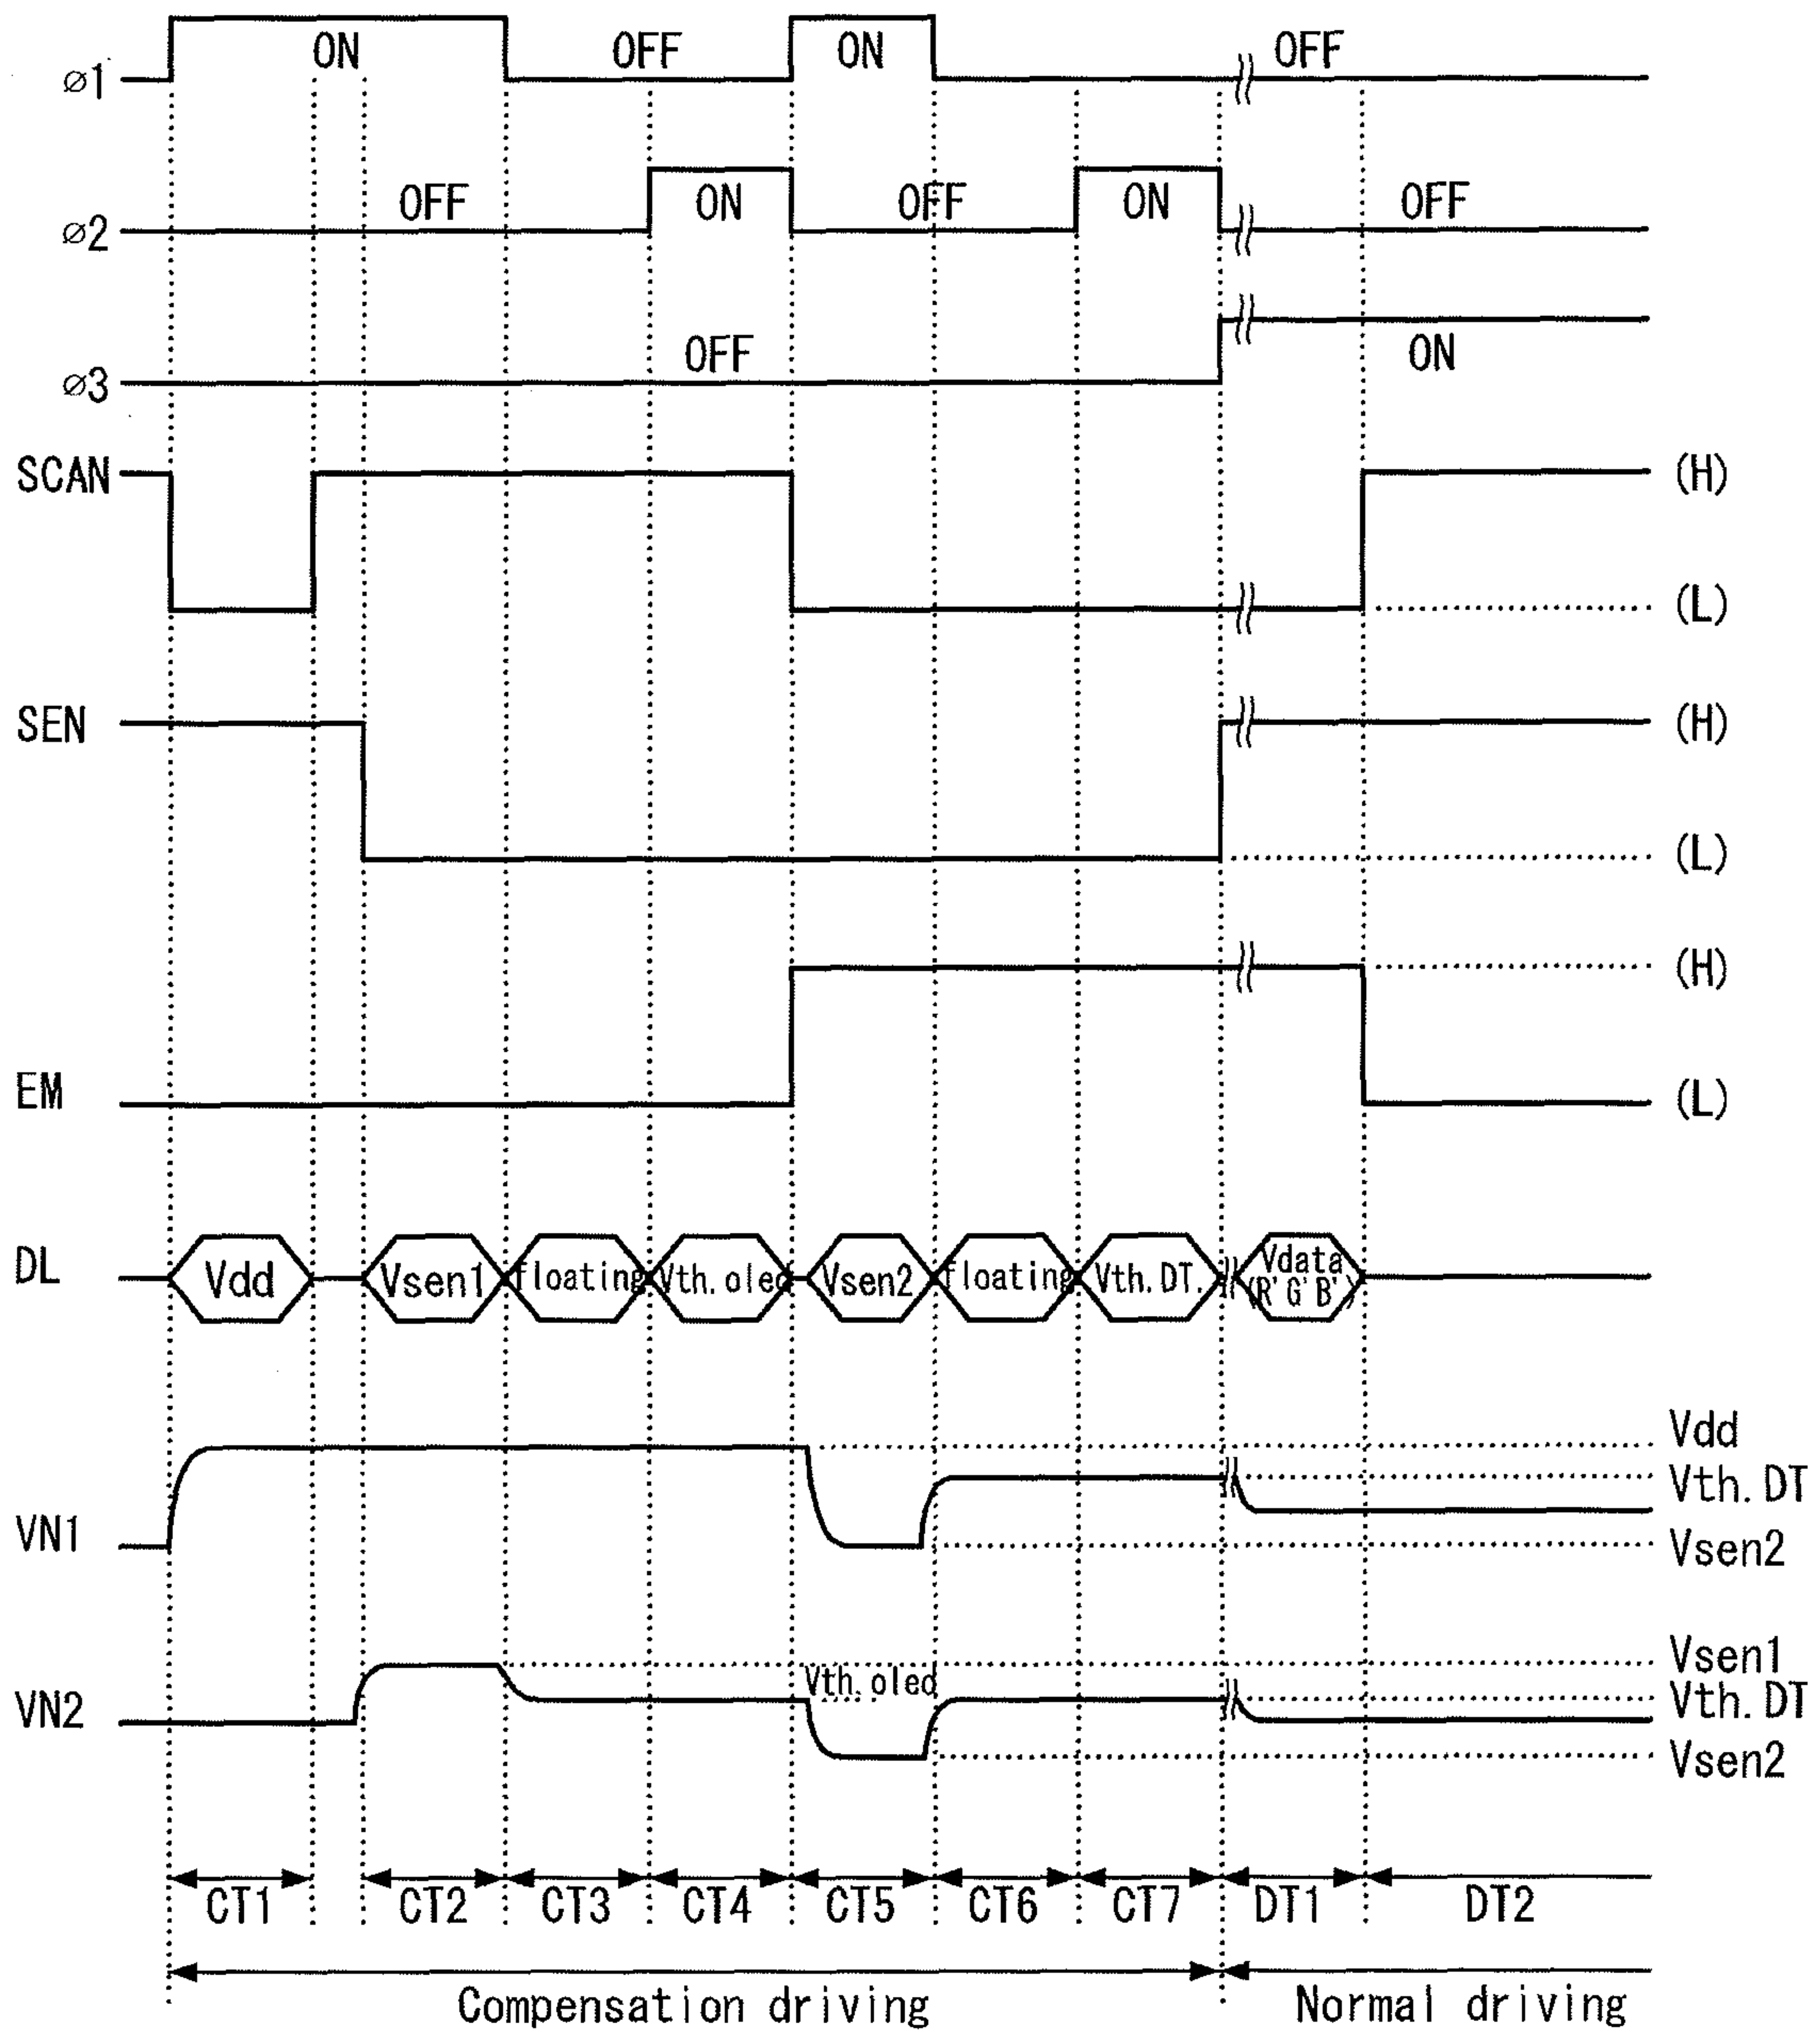 ø1 ON OFF ON OFF
ø2 OFF ON OFF ON OFF
ø3 OFF ON
SCAN (H)
(L)
SEN (H)
(L)
(H)
EM (L)
DL Vdd Vsen1 floating Vth.oled Vsen2 floating Vth.DT. Vdata
(R'G'B')
Vdd
Vth.DT
VN1 Vsen2
Vsen1
Vth.oled
VN2 Vth.DT
Vsen2
CT1 CT2 CT3 CT4 CT5 CT6 CT7 DT1 DT2
Compensation driving Normal driving